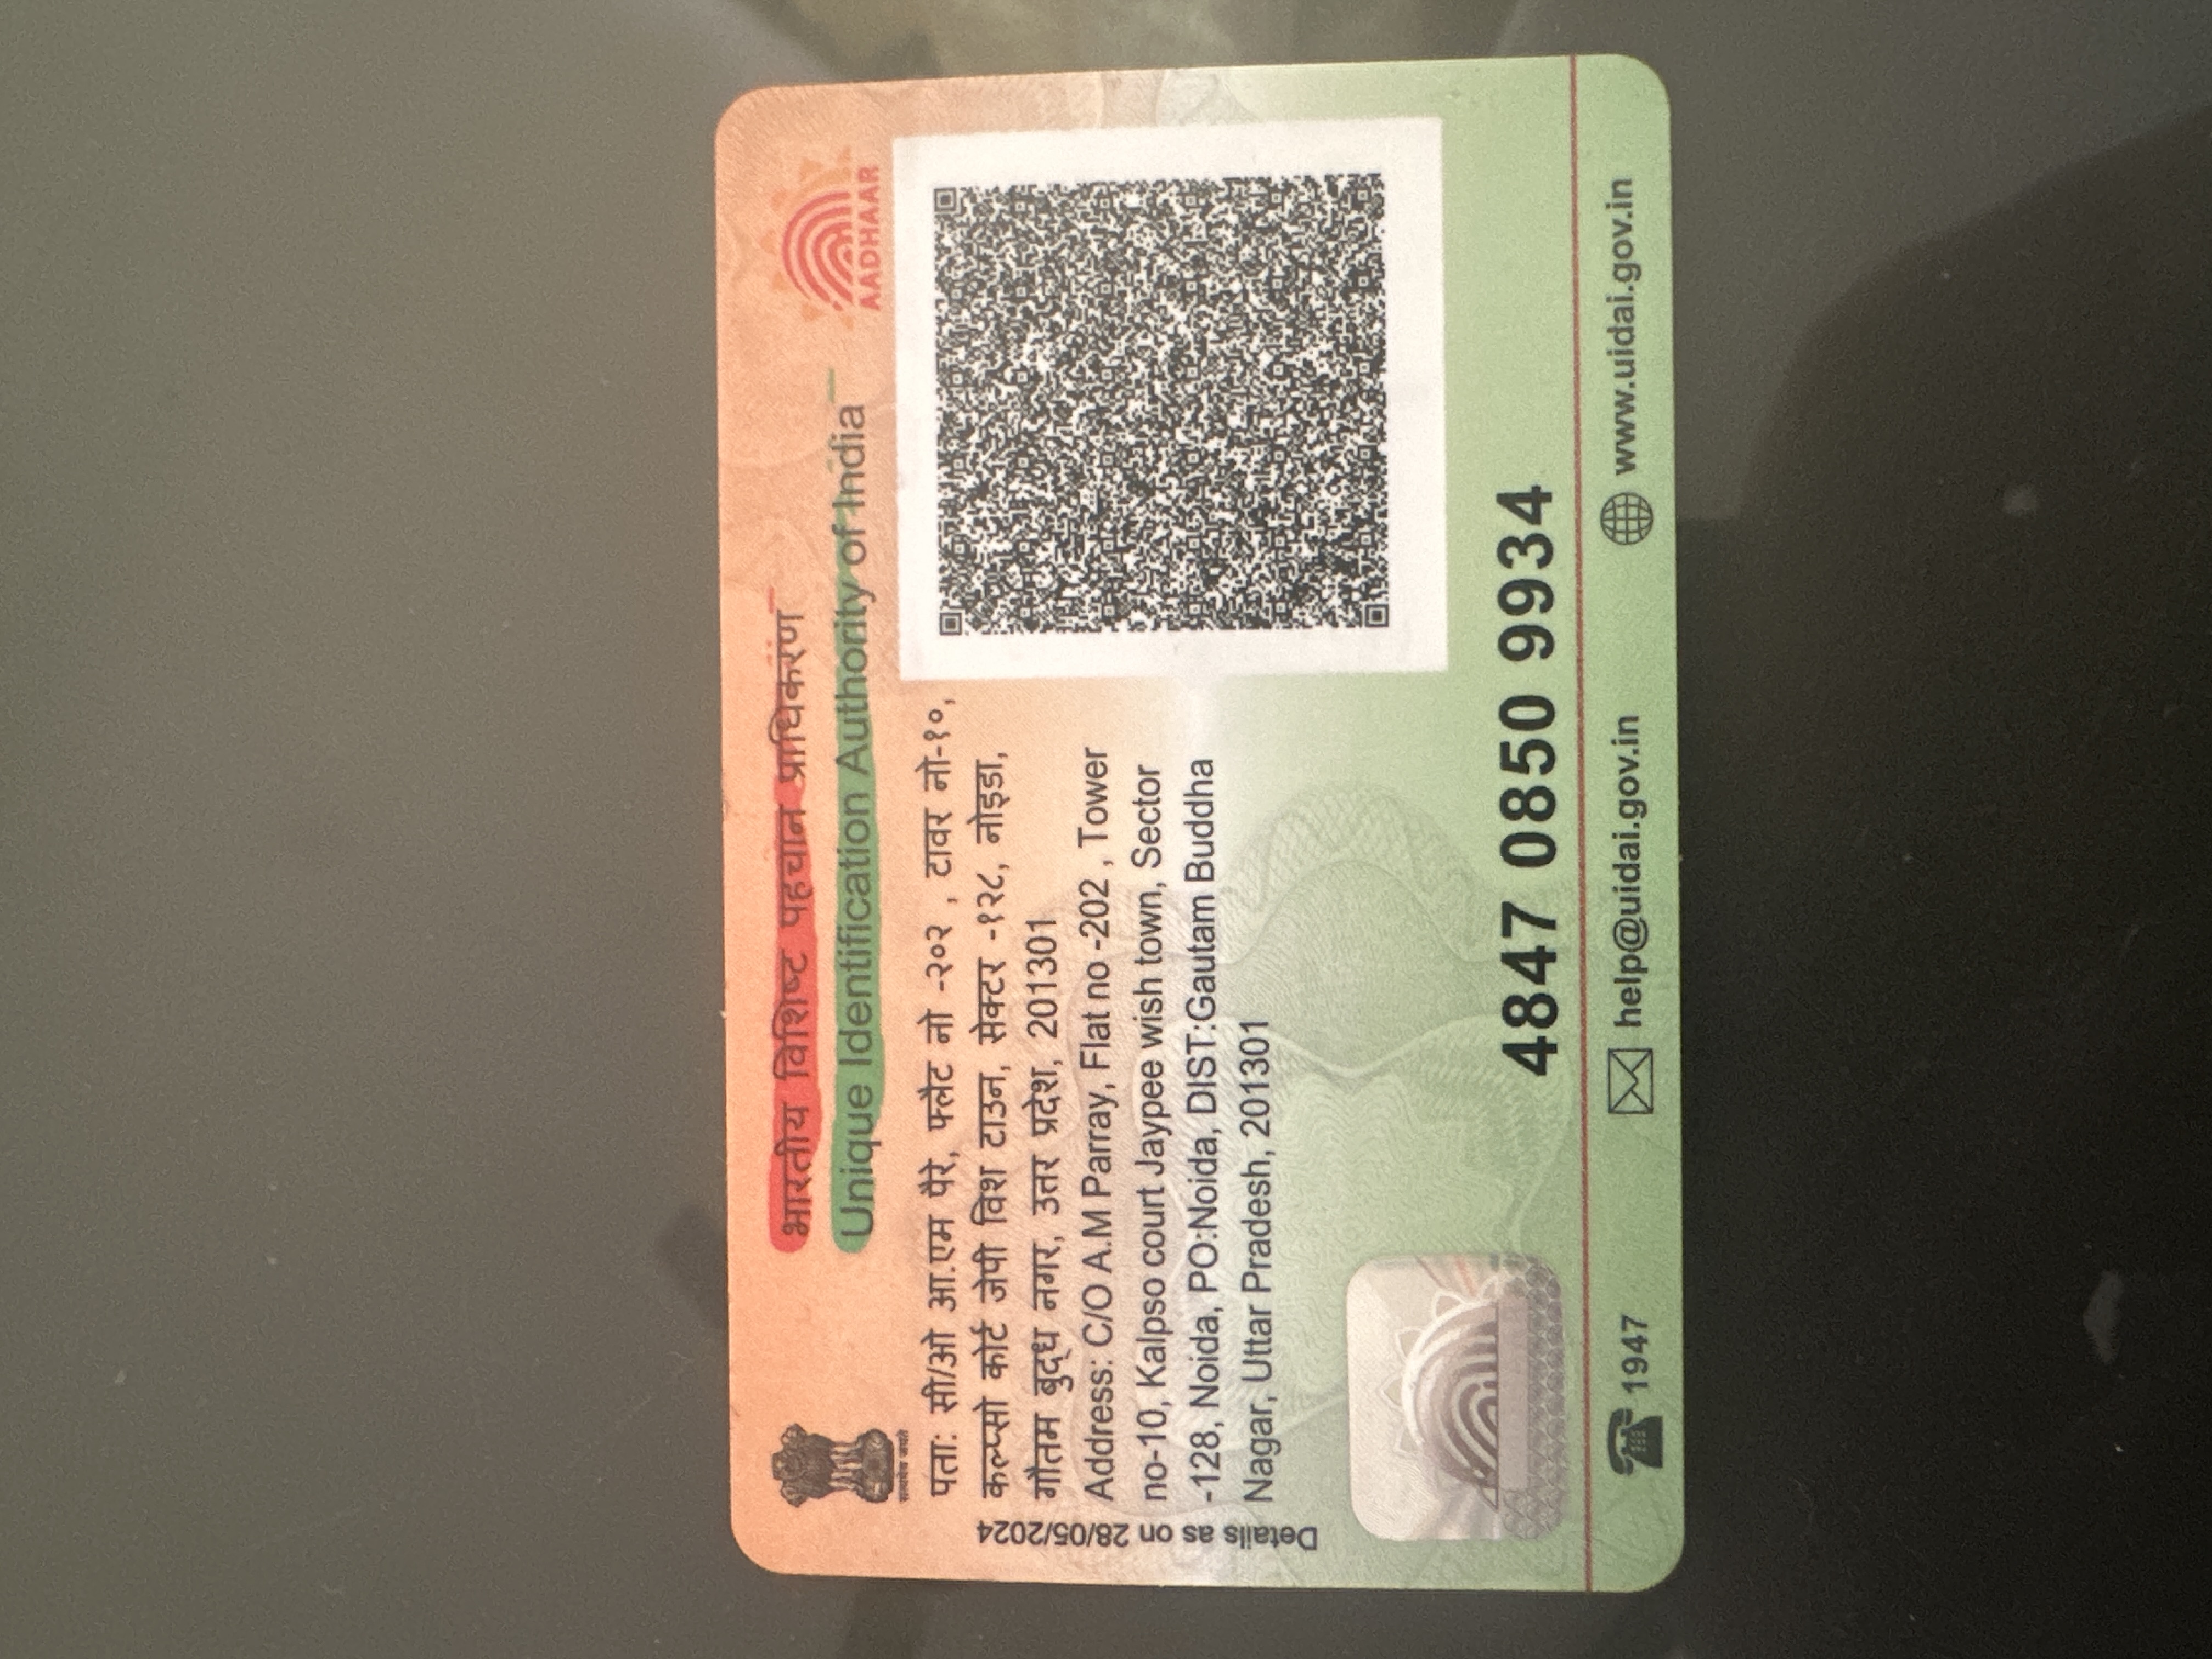 भारतीय विशिष्ट पहचान प्राधिकरण
Unique Identification Authority of India
AADHAAR
सत्यमेव जयते
Details as on 28/05/2024
पता: सी/ओ आ.एम पैरे, फ्लैट नो -२०२ , टावर नो-१०,
कल्प्सो कोर्ट जेपी विश टाउन, सेक्टर -१२८, नोइडा,
गौतम बुद्ध नगर, उत्तर प्रदेश, 201301
Address: C/O A.M Parray, Flat no -202 , Tower
no-10, Kalpso court Jaypee wish town, Sector
-128, Noida, PO:Noida, DIST:Gautam Buddha
Nagar, Uttar Pradesh, 201301
4847 0850 9934
1947
help@uidai.gov.in
www.uidai.gov.in